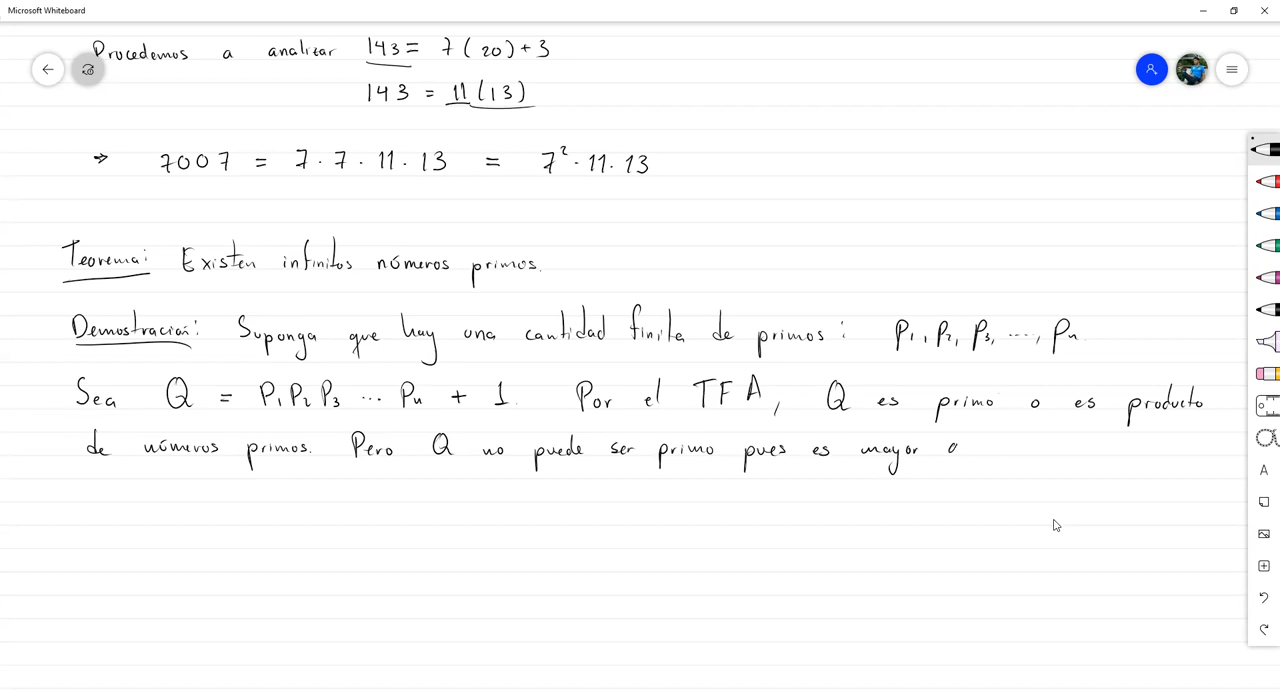 Microsoft Whiteboard
Procedemos a analizar 143 = 7 (20) + 3
143 = 11 (13)
⇒ 7007 = 7 · 7 · 11 · 13 = 7² · 11 · 13
Teorema: Existen infinitos números primos.
Demostración: Suponga que hay una cantidad finita de primos: P₁, P₂, P₃, ..., Pₙ.
Sea Q = P₁ P₂ P₃ ... Pₙ + 1. Por el TFA, Q es primo o es producto
de números primos. Pero Q no puede ser primo pues es mayor a
A